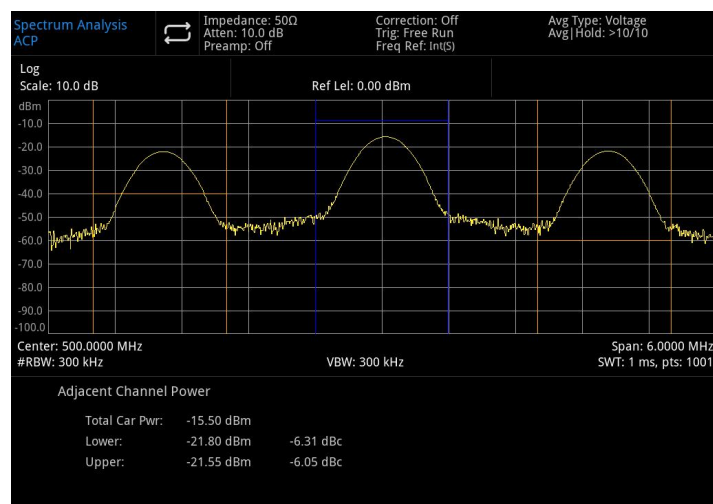 Spectrum Analysis
ACP
Impedance: 50Ω
Atten: 10.0 dB
Preamp: Off
Correction: Off
Trig: Free Run
Freq Ref: Int(S)
Avg Type: Voltage
Avg|Hold: >10/10
Log
Scale: 10.0 dB
Ref Lel: 0.00 dBm
dBm
-10.0
-20.0
-30.0
-40.0
-50.0
-60.0
-70.0
-80.0
-90.0
-100.0
Center: 500.0000 MHz
Span: 6.0000 MHz
#RBW: 300 kHz
VBW: 300 kHz
SWT: 1 ms, pts: 1001
Adjacent Channel Power
Total Car Pwr: -15.50 dBm
Lower: -21.80 dBm -6.31 dBc
Upper: -21.55 dBm -6.05 dBc